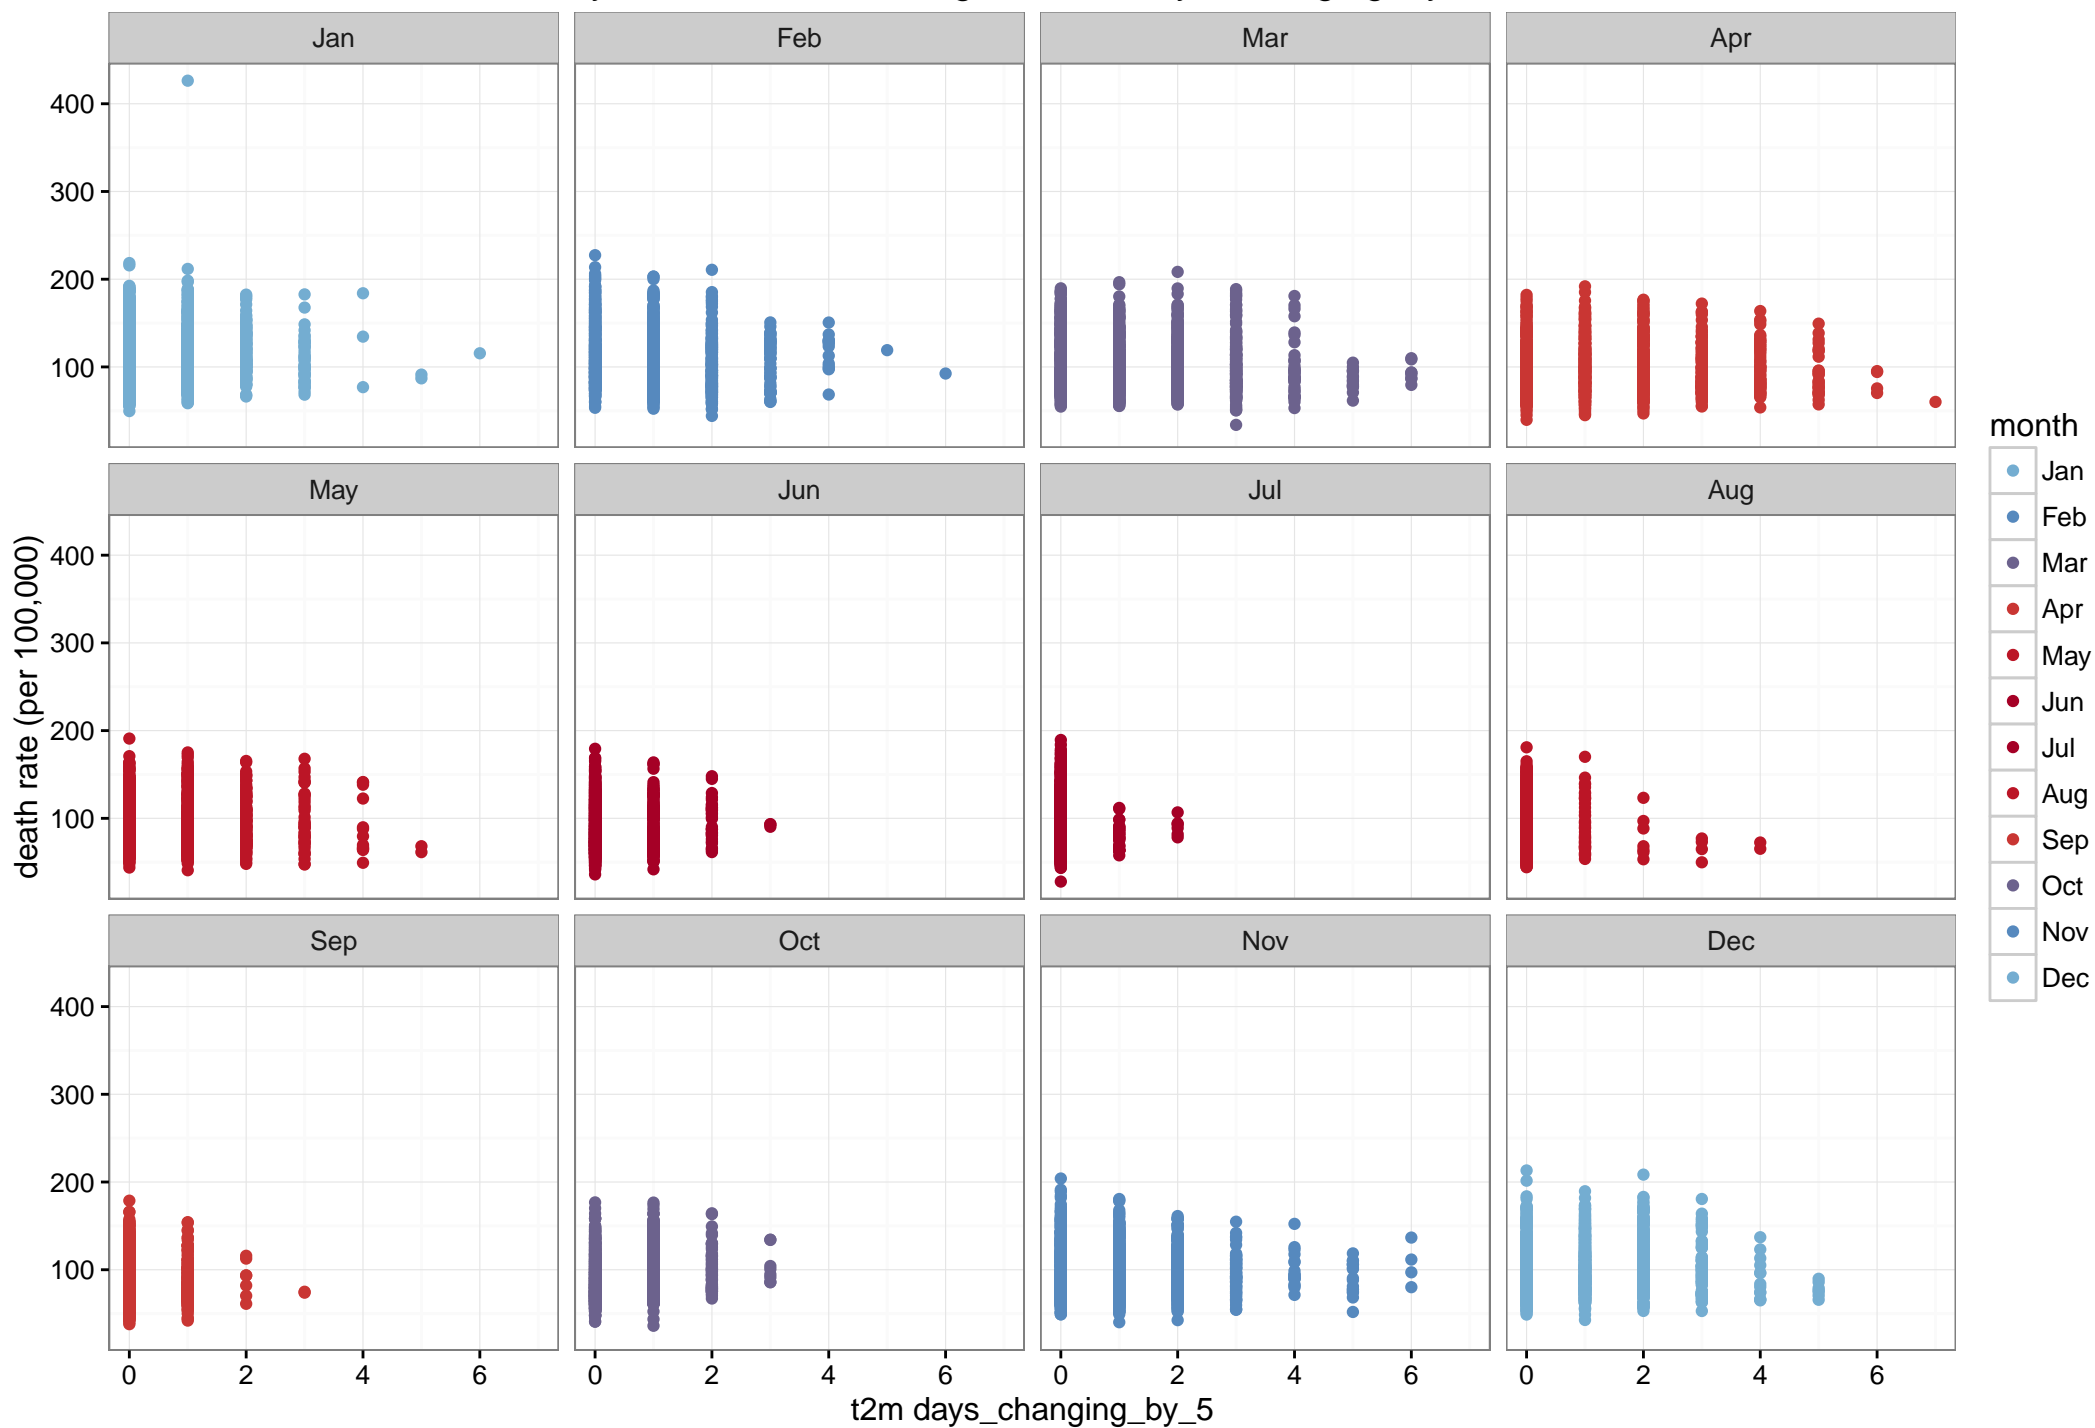 Jan Feb Mar Apr
400
300
200
100
May Jun Jul Aug
400
300
200
100
Sep Oct Nov Dec
400
300
200
100
0 2 4 6 0 2 4 6 0 2 4 6 0 2 4 6
t2m days_changing_by_5
death rate (per 100,000)
month
Jan
Feb
Mar
Apr
May
Jun
Jul
Aug
Sep
Oct
Nov
Dec